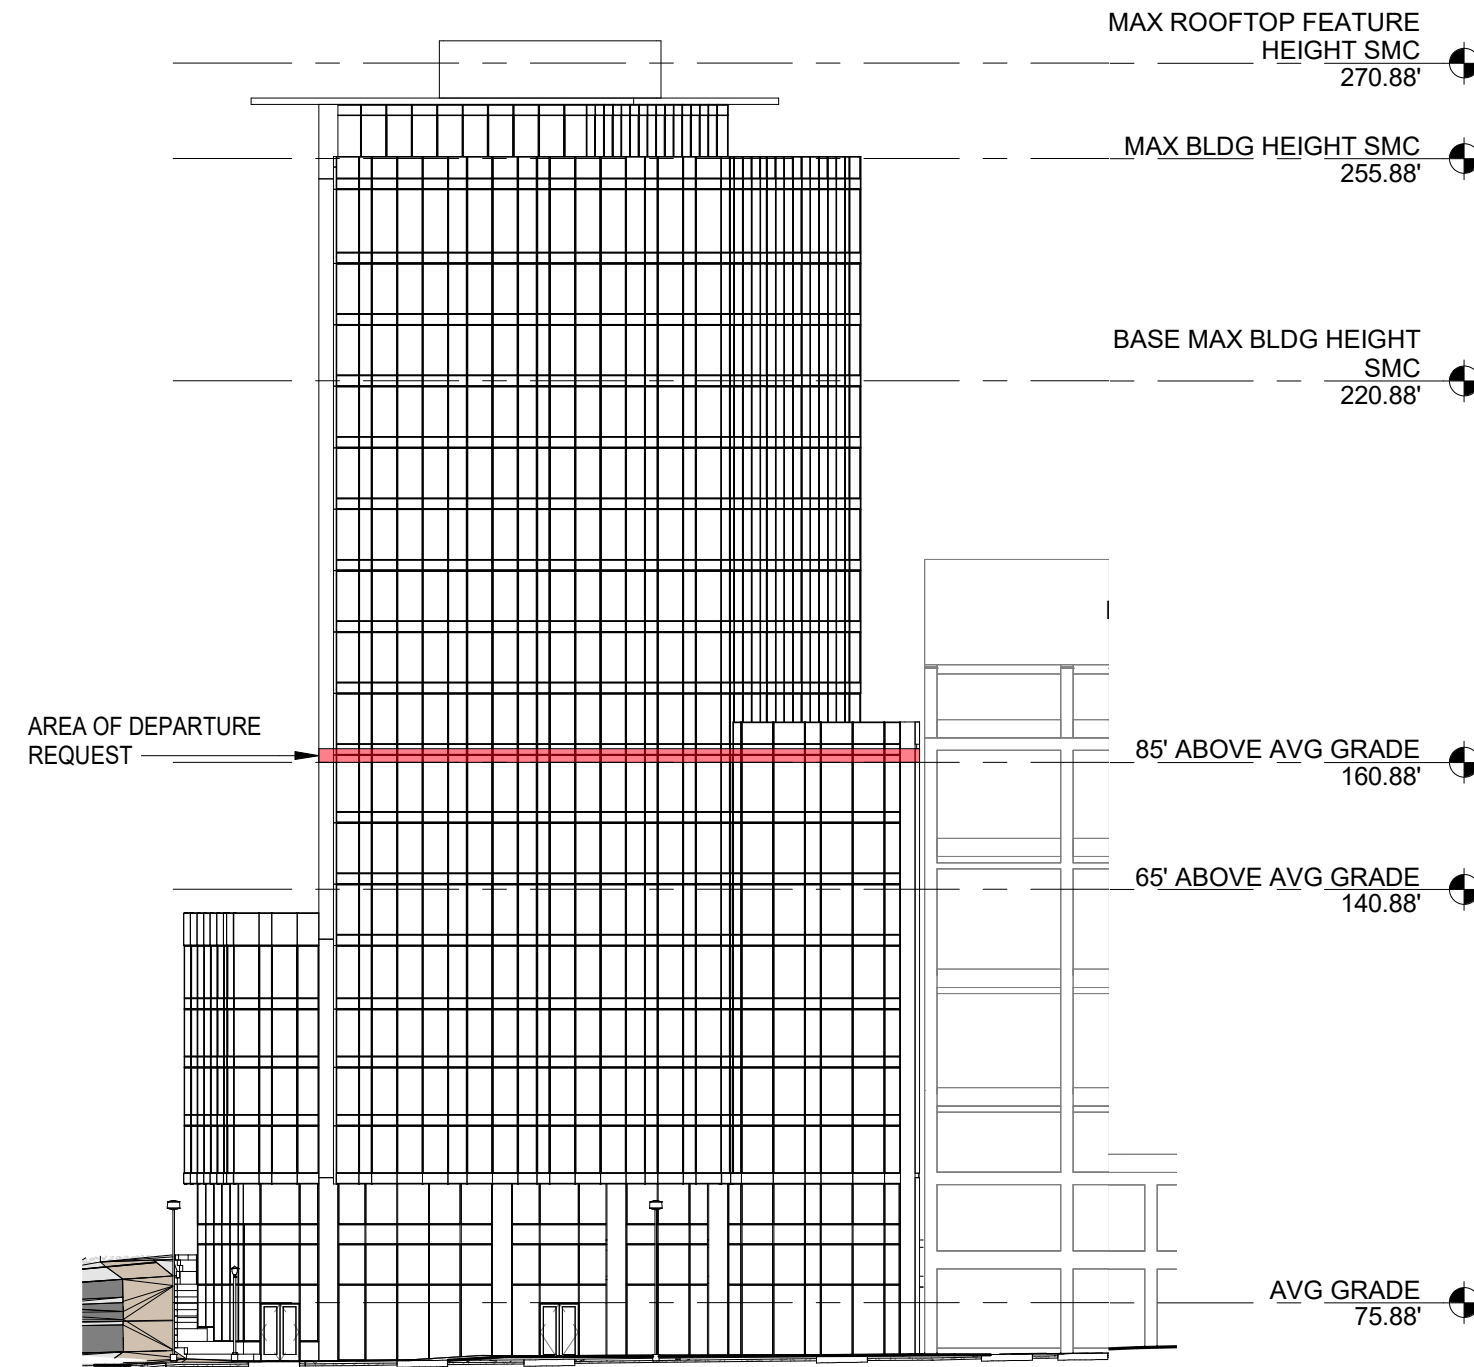 MAX ROOFTOP FEATURE
HEIGHT SMC
270.88'
MAX BLDG HEIGHT SMC
255.88'
BASE MAX BLDG HEIGHT
SMC
220.88'
AREA OF DEPARTURE
REQUEST
85' ABOVE AVG GRADE
160.88'
65' ABOVE AVG GRADE
140.88'
AVG GRADE
75.88'